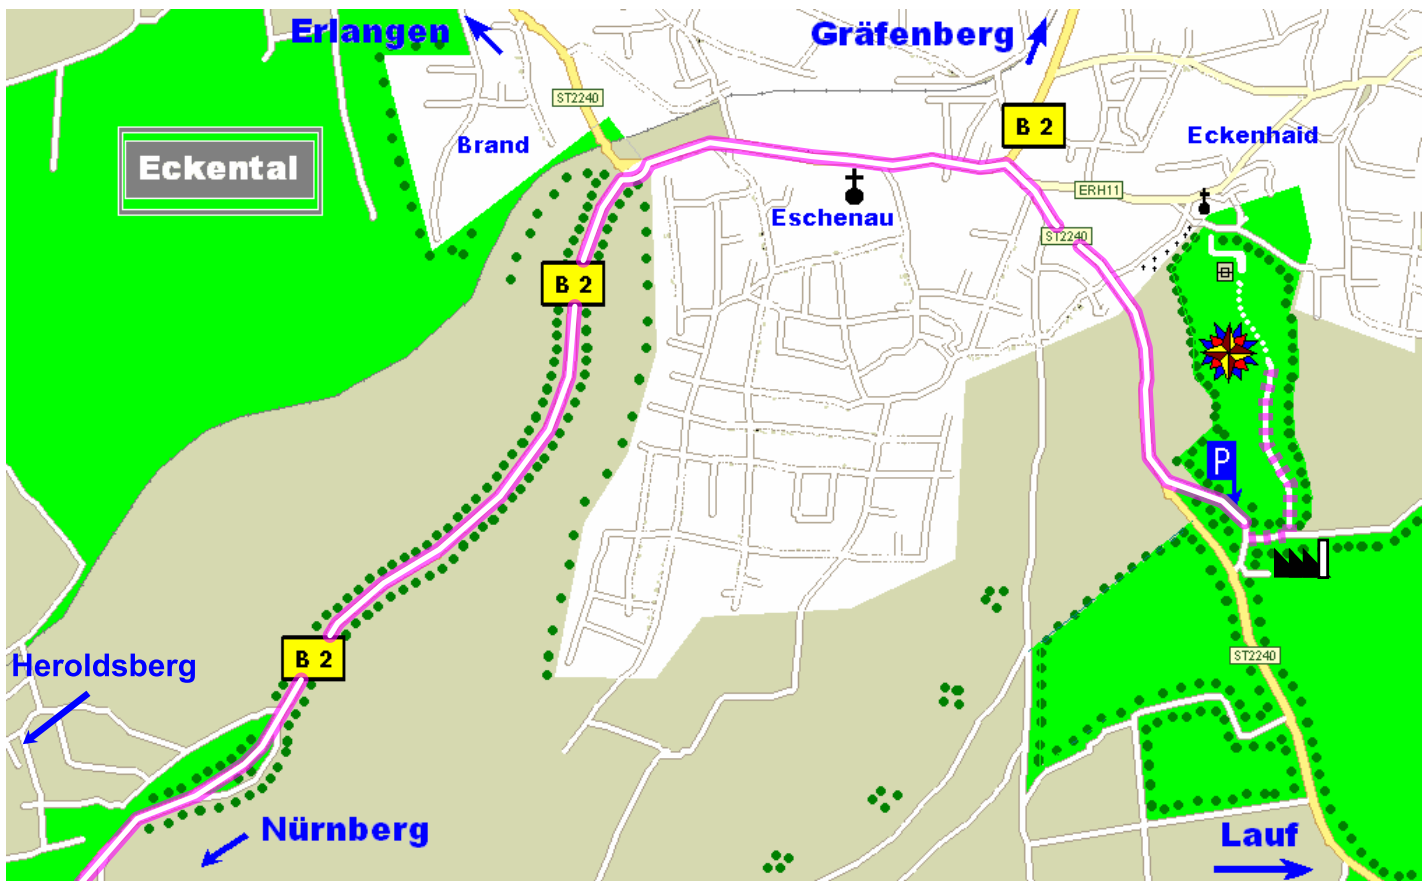 Erlangen
Gräfenberg
ST2240
B 2
Brand
Eckenhaid
Eckental
ERH11
Eschenau
ST2240
B 2
P
ST2240
B 2
Heroldsberg
Nürnberg
Lauf